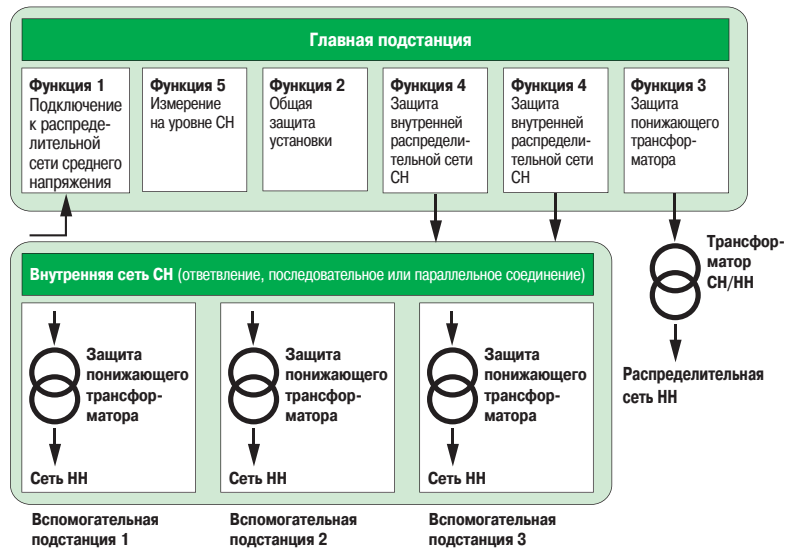 Главная подстанция
Функция 1
Подключение
к распреде-
лительной
сети среднего
напряжения
Функция 5
Измерение
на уровне СН
Функция 2
Общая
защита
установки
Функция 4
Защита
внутренней
распредели-
тельной сети
СН
Функция 4
Защита
внутренней
распредели-
тельной сети
СН
Функция 3
Защита
понижающего
трансфор-
матора
Трансфор-
матор
СН/НН
Распределительная
сеть НН
Внутренняя сеть СН (ответвление, последовательное или параллельное соединение)
Защита
понижающего
трансфор-
матора
Сеть НН
Защита
понижающего
трансфор-
матора
Сеть НН
Защита
понижающего
трансфор-
матора
Сеть НН
Вспомогательная
подстанция 1
Вспомогательная
подстанция 2
Вспомогательная
подстанция 3